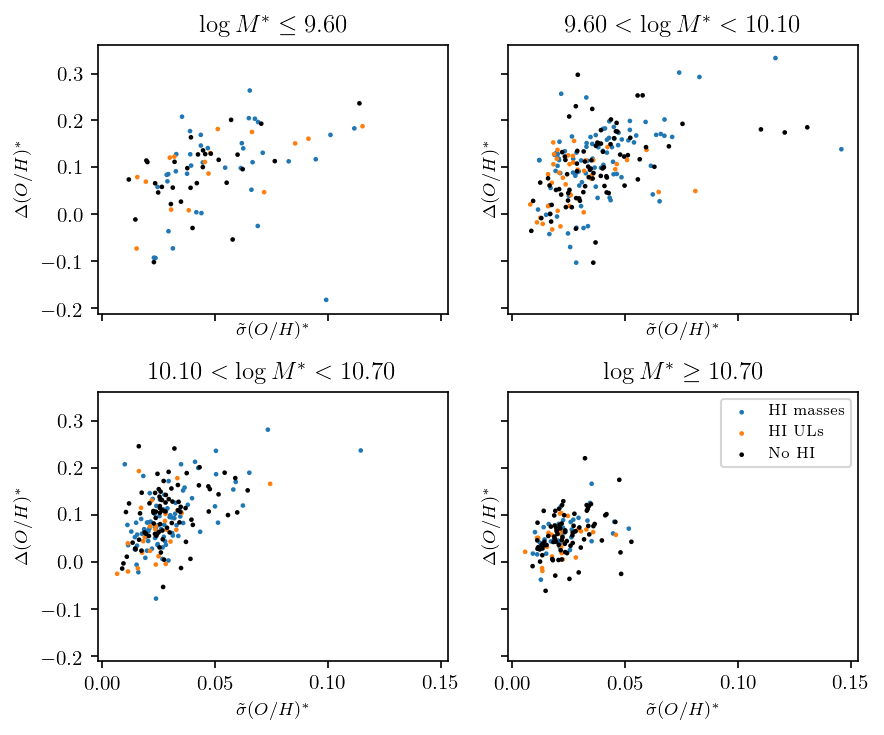 log M* ≤ 9.60
9.60 < log M* < 10.10
0.3
0.2
0.1
0.0
−0.1
−0.2
Δ(O/H)*
Δ(O/H)*
σ̃(O/H)*
σ̃(O/H)*
10.10 < log M* < 10.70
log M* ≥ 10.70
0.3
0.2
0.1
0.0
−0.1
−0.2
Δ(O/H)*
Δ(O/H)*
HI masses
HI ULs
No HI
0.00 0.05 0.10 0.15
0.00 0.05 0.10 0.15
σ̃(O/H)*
σ̃(O/H)*